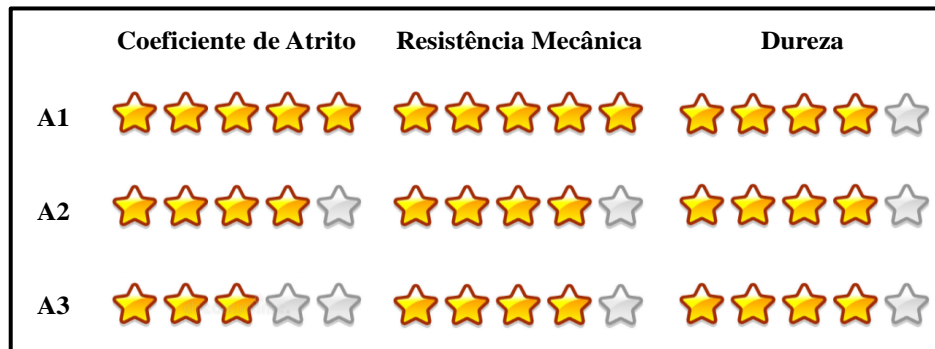 Coeficiente de Atrito Resistência Mecânica Dureza
A1
A2
A3